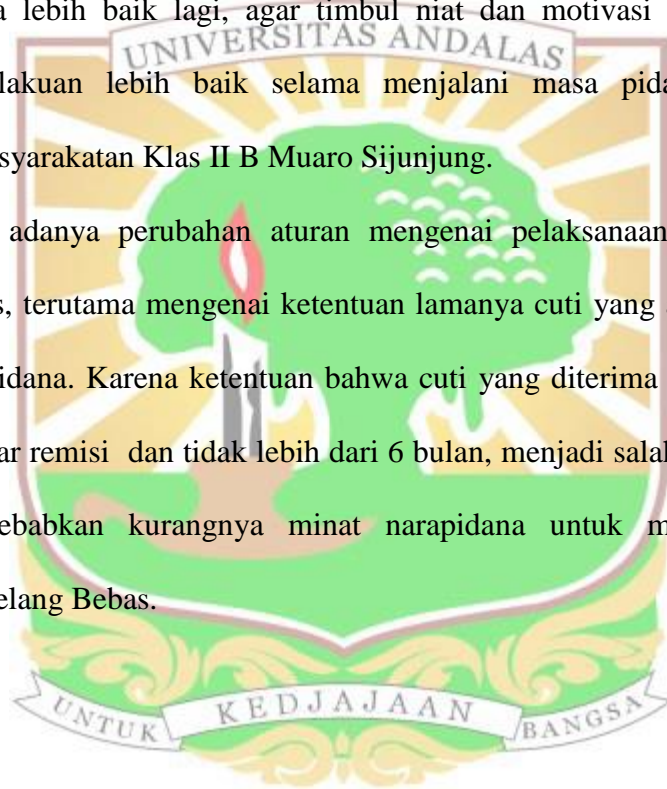 lebih baik lagi, agar timbul niat dan motivasi
UNIVERSITAS ANDALAS
lakuan lebih baik selama menjalani masa pida
syarakatan Klas II B Muaro Sijunjung.
adanya perubahan aturan mengenai pelaksanaan
s, terutama mengenai ketentuan lamanya cuti yang
idana. Karena ketentuan bahwa cuti yang diterima
ar remisi dan tidak lebih dari 6 bulan, menjadi salak
ebabkan kurangnya minat narapidana untuk m
elang Bebas.
UNTUK KEDJAJAAN BANGSA